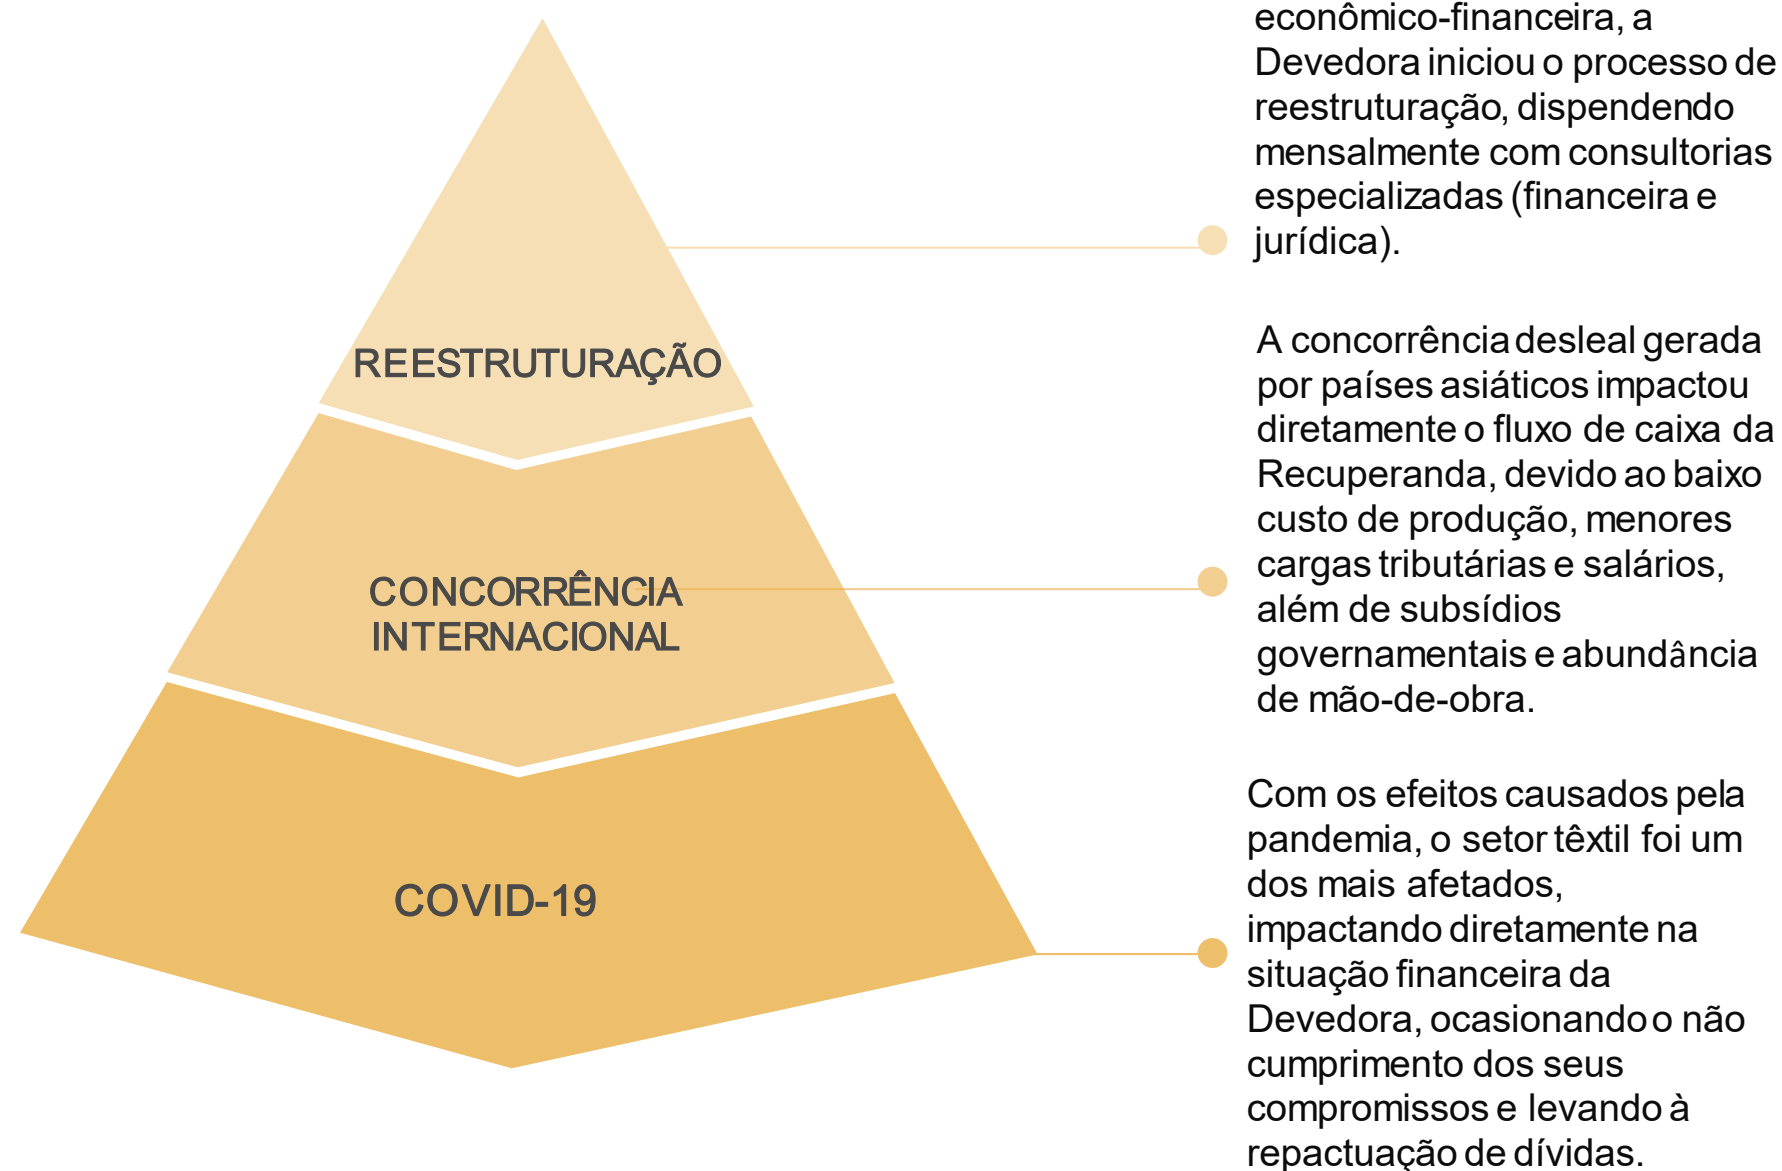 econômico-financeira, a
Devedora iniciou o processo de
reestruturação, dispendendo
mensalmente com consultorias
especializadas (financeira e
jurídica).
REESTRUTURAÇÃO
A concorrência desleal gerada
por países asiáticos impactou
diretamente o fluxo de caixa da
Recuperanda, devido ao baixo
custo de produção, menores
cargas tributárias e salários,
além de subsídios
governamentais e abundância
de mão-de-obra.
CONCORRÊNCIA
INTERNACIONAL
Com os efeitos causados pela
pandemia, o setor têxtil foi um
dos mais afetados,
impactando diretamente na
situação financeira da
Devedora, ocasionando o não
cumprimento dos seus
compromissos e levando à
repactuação de dívidas.
COVID-19